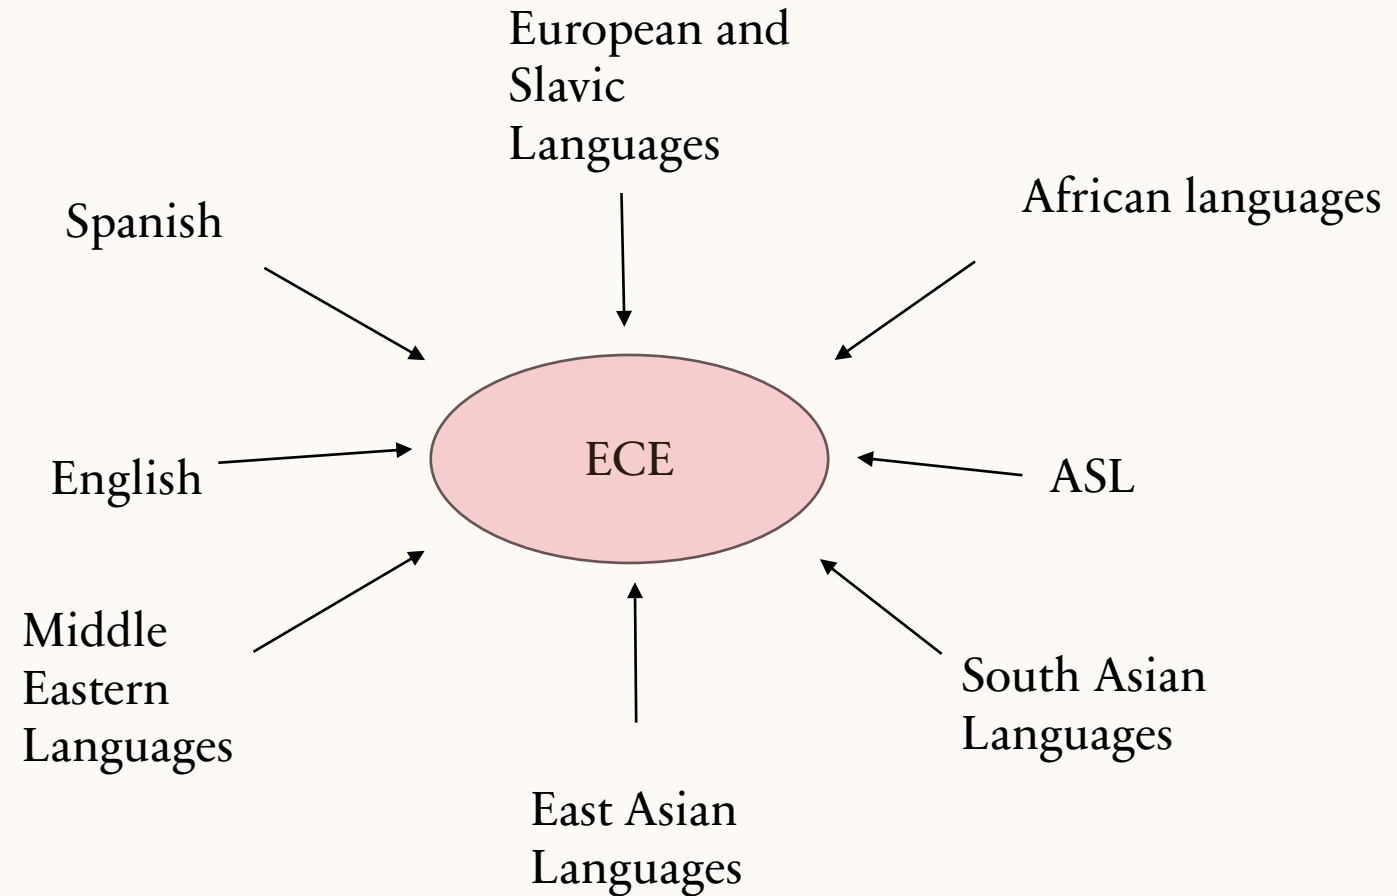 European and
Slavic
Languages
African languages
Spanish
ECE
English
ASL
Middle
Eastern
Languages
South Asian
Languages
East Asian
Languages